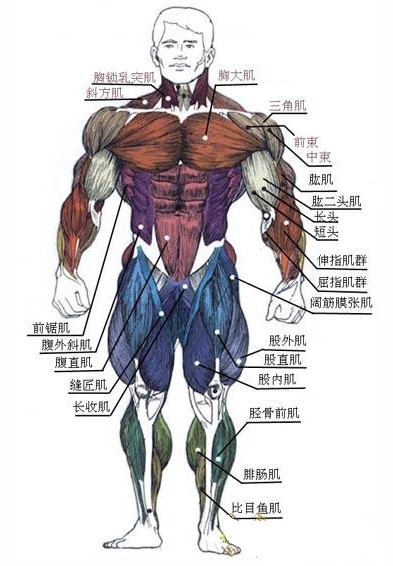 胸锁乳突肌
斜方肌
胸大肌
三角肌
前束
中束
肱肌
肱二头肌
长头
短头
伸指肌群
屈指肌群
阔筋膜张肌
前锯肌
腹外斜肌
腹直肌
缝匠肌
长收肌
股外肌
股直肌
股内肌
胫骨前肌
腓肠肌
比目鱼肌